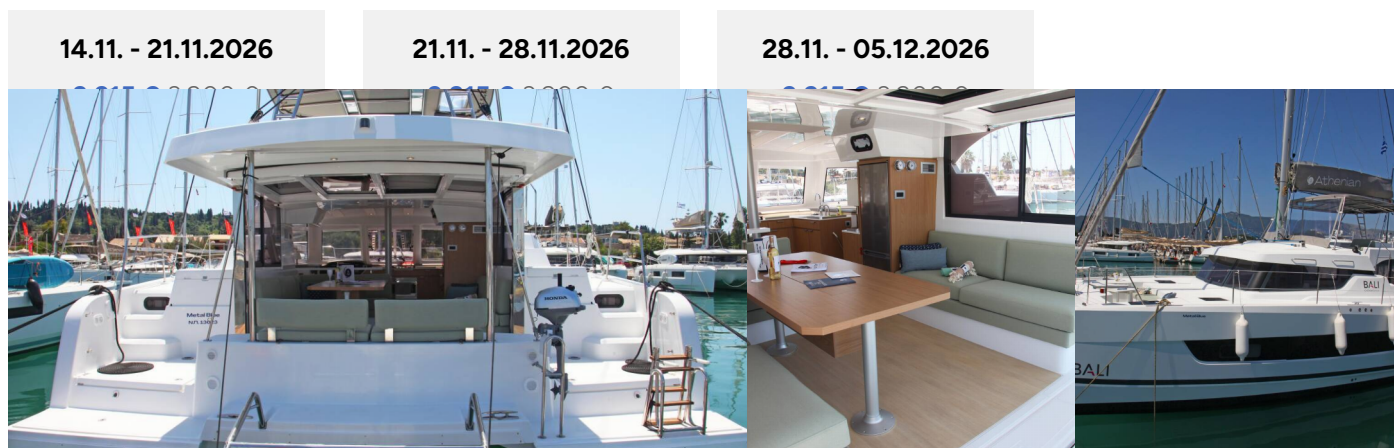 14.11. - 21.11.2026
21.11. - 28.11.2026
28.11. - 05.12.2026
Metal Blue
HONDA
Athenian
BALI
BALI